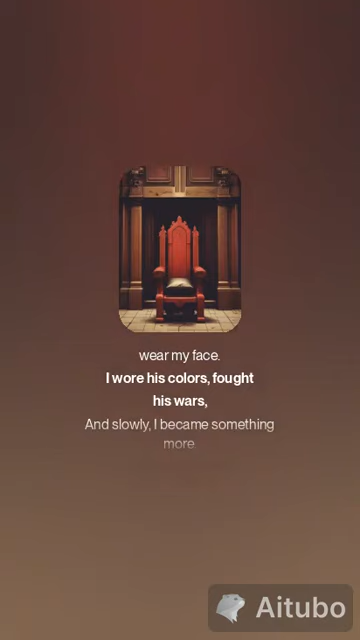 wear my face.
I wore his colors, fought
his wars,
And slowly, I became something
more
Aitubo